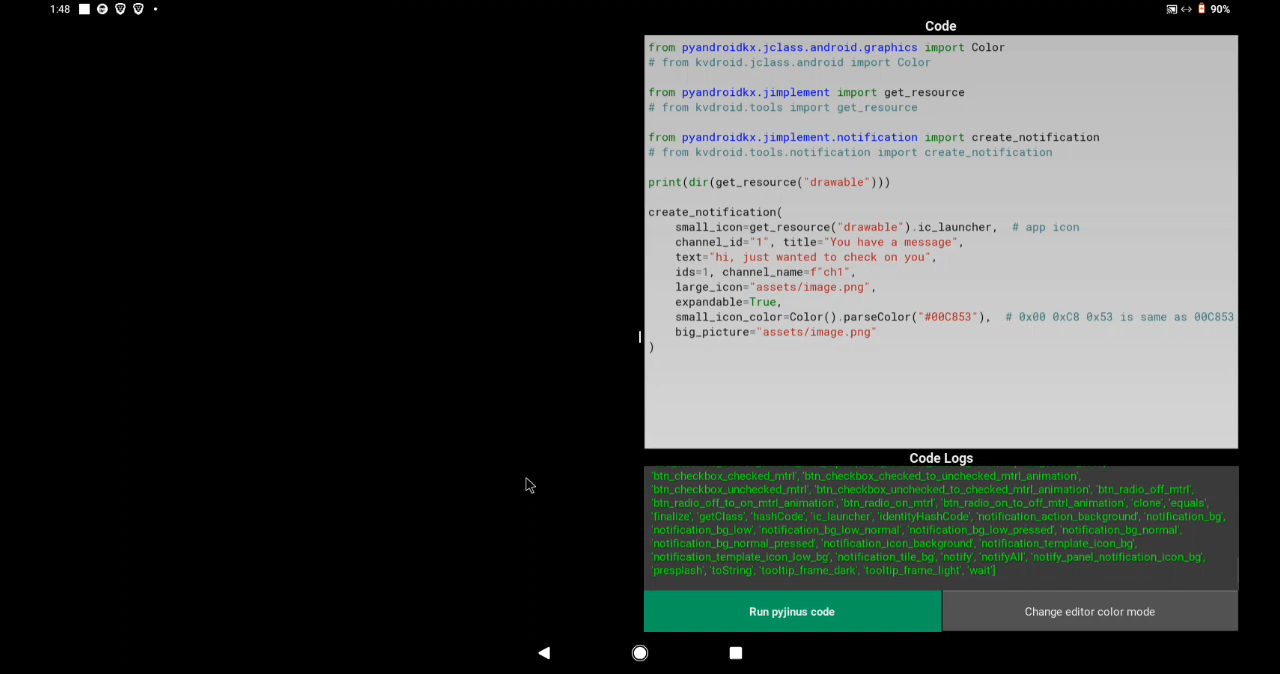 1:48
90%
Code
from pyandroidkx.jclass.android.graphics import Color
# from kvdroid.jclass.android import Color
from pyandroidkx.jimplement import get_resource
# from kvdroid.tools import get_resource
from pyandroidkx.jimplement.notification import create_notification
# from kvdroid.tools.notification import create_notification
print(dir(get_resource("drawable")))
create_notification(
small_icon=get_resource("drawable").ic_launcher,  # app icon
channel_id="1", title="You have a message",
text="hi, just wanted to check on you",
ids=1, channel_name=f"ch1",
large_icon="assets/image.png",
expandable=True,
small_icon_color=Color().parseColor("#00C853"),  # 0x00 0xC8 0x53 is same as 00C853
big_picture="assets/image.png"
)
Code Logs
'btn_checkbox_checked_mtrl', 'btn_checkbox_checked_to_unchecked_mtrl_animation',
'btn_checkbox_unchecked_mtrl', 'btn_checkbox_unchecked_to_checked_mtrl_animation', 'btn_radio_off_mtrl',
'btn_radio_off_to_on_mtrl_animation', 'btn_radio_on_mtrl', 'btn_radio_on_to_off_mtrl_animation', 'clone', 'equals',
'finalize', 'getClass', 'hashCode', 'ic_launcher', 'identityHashCode', 'notification_action_background', 'notification_bg',
'notification_bg_low', 'notification_bg_low_normal', 'notification_bg_low_pressed', 'notification_bg_normal',
'notification_bg_normal_pressed', 'notification_icon_background', 'notification_template_icon_bg',
'notification_template_icon_low_bg', 'notification_tile_bg', 'notify', 'notifyAll', 'notify_panel_notification_icon_bg',
'presplash', 'toString', 'tooltip_frame_dark', 'tooltip_frame_light', 'wait']
Run pyjinus code
Change editor color mode